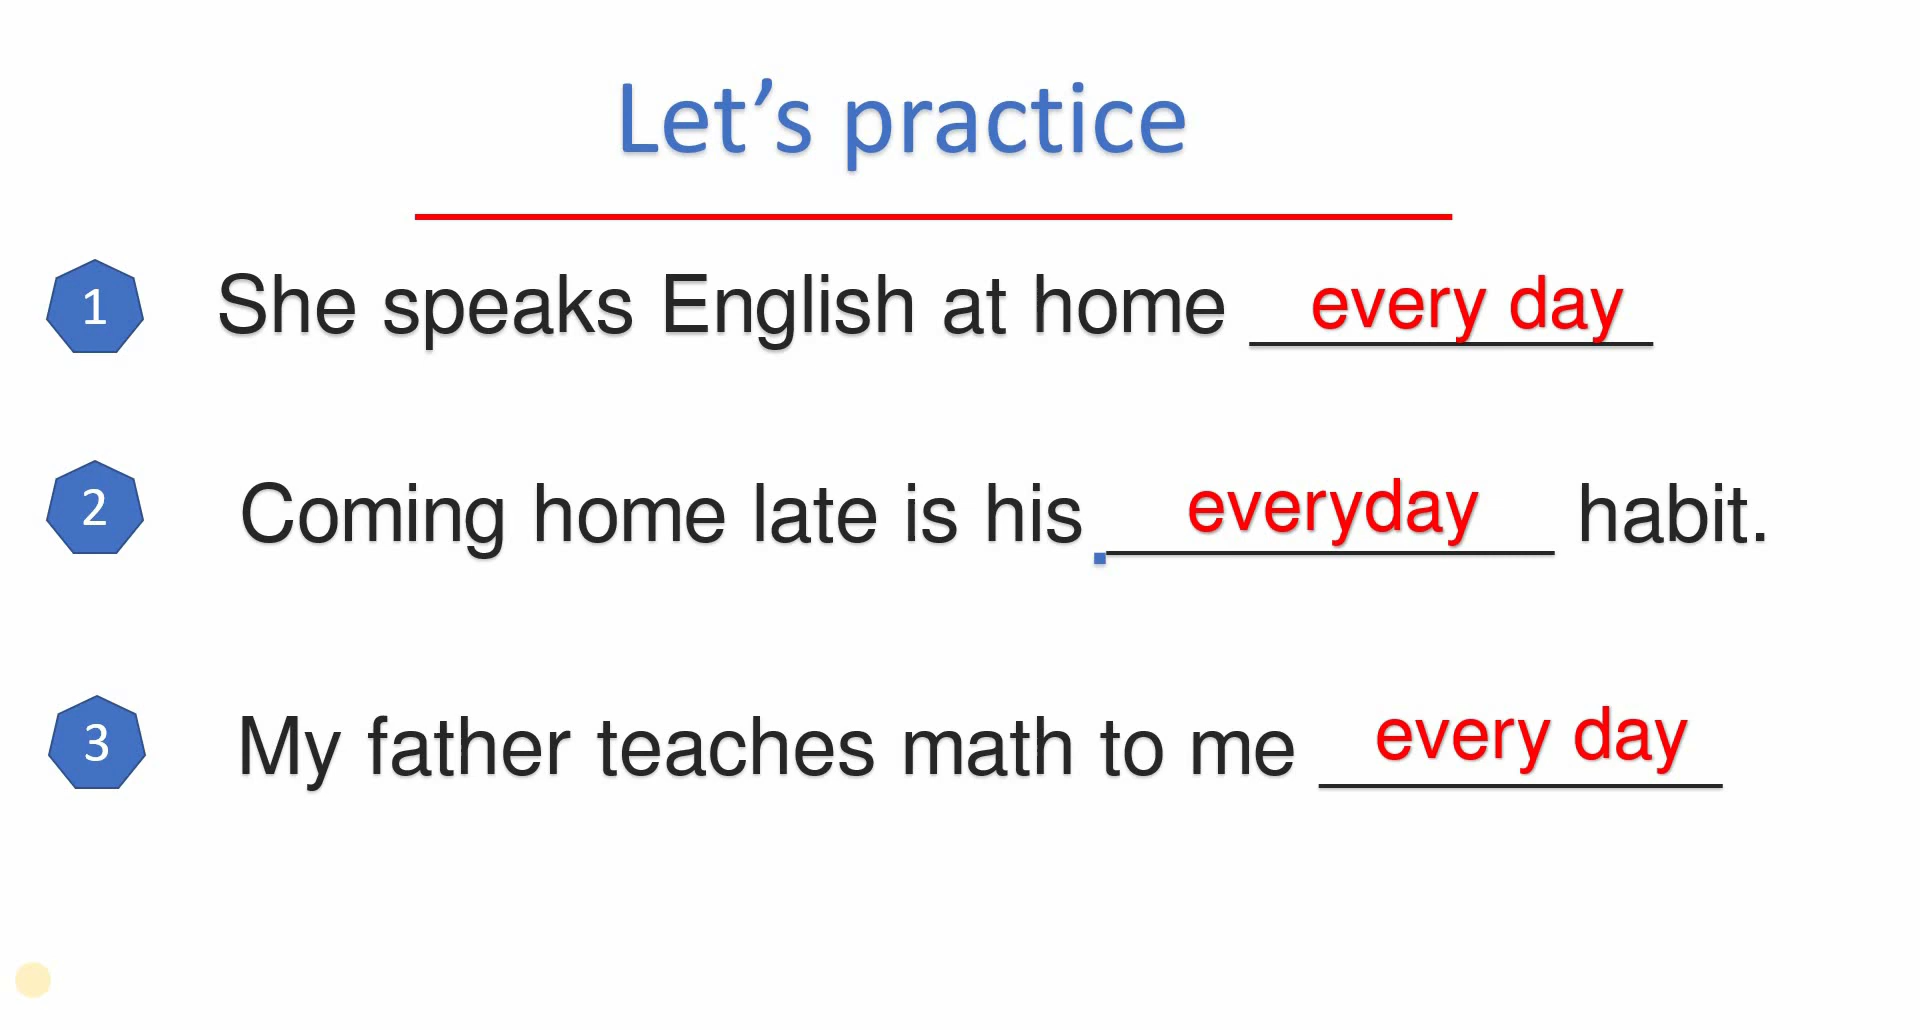 Let’s practice
1 She speaks English at home every day
2 Coming home late is his everyday habit.
3 My father teaches math to me every day